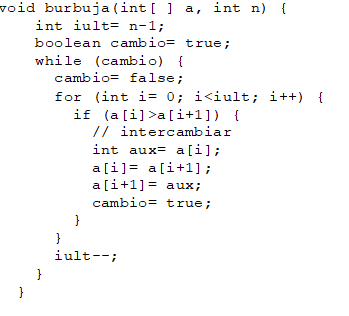 void burbuja(int[ ] a, int n) {
int iult= n-1;
boolean cambio= true;
while (cambio) {
cambio= false;
for (int i= 0; i<iult; i++) {
if (a[i]>a[i+1]) {
// intercambiar
int aux= a[i];
a[i]= a[i+1];
a[i+1]= aux;
cambio= true;
}
}
iult--;
}
}